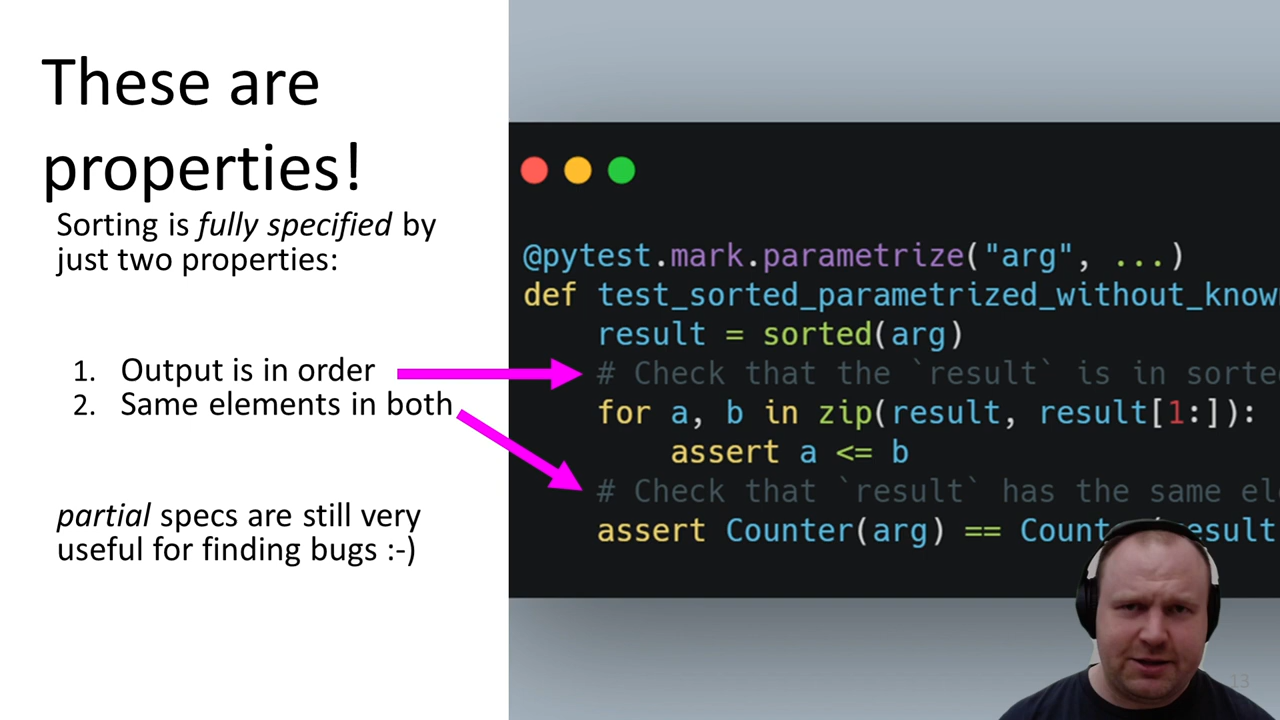 These are
properties!
Sorting is fully specified by
just two properties:
1. Output is in order
2. Same elements in both
partial specs are still very
useful for finding bugs :-)
@pytest.mark.parametrize("arg", ...)
def test_sorted_parametrized_without_know
result = sorted(arg)
# Check that the `result` is in sorte
for a, b in zip(result, result[1:]):
assert a <= b
# Check that `result` has the same el
assert Counter(arg) == Count (result
13